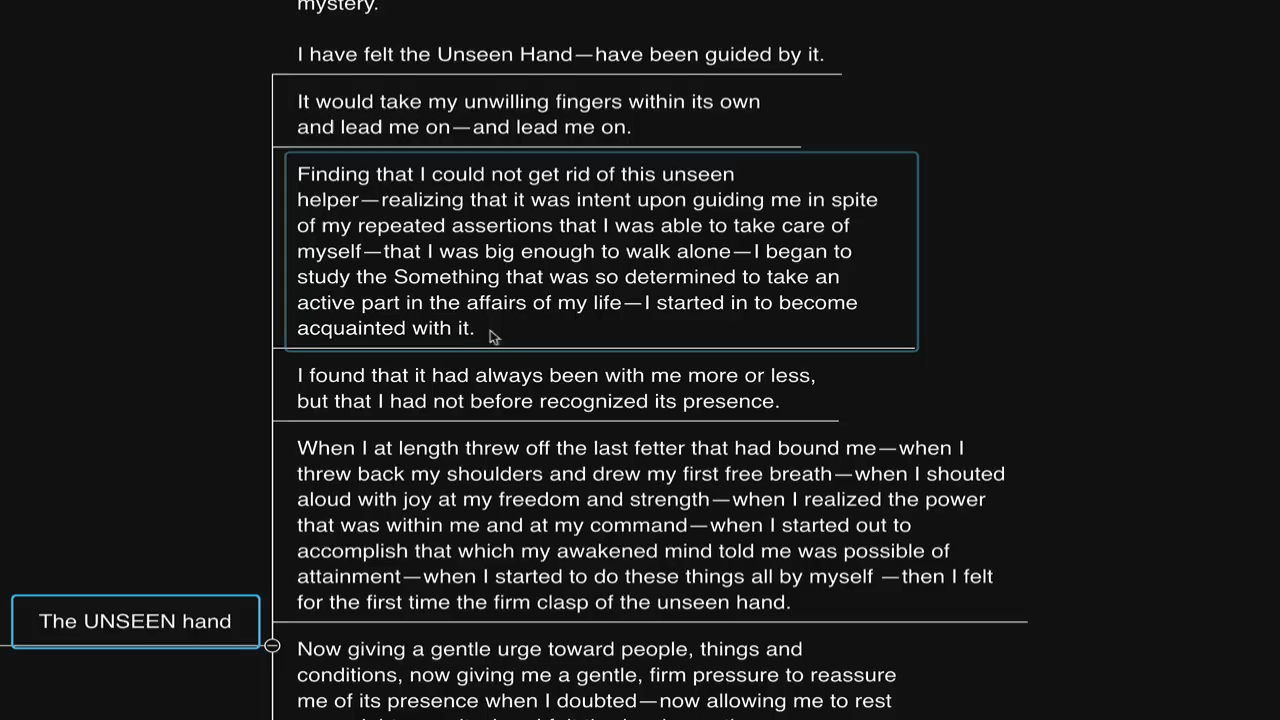 mystery.
I have felt the Unseen Hand—have been guided by it.
It would take my unwilling fingers within its own
and lead me on—and lead me on.
Finding that I could not get rid of this unseen
helper—realizing that it was intent upon guiding me in spite
of my repeated assertions that I was able to take care of
myself—that I was big enough to walk alone—I began to
study the Something that was so determined to take an
active part in the affairs of my life—I started in to become
acquainted with it.
I found that it had always been with me more or less,
but that I had not before recognized its presence.
When I at length threw off the last fetter that had bound me—when I
threw back my shoulders and drew my first free breath—when I shouted
aloud with joy at my freedom and strength—when I realized the power
that was within me and at my command—when I started out to
accomplish that which my awakened mind told me was possible of
attainment—when I started to do these things all by myself —then I felt
for the first time the firm clasp of the unseen hand.
The UNSEEN hand
Now giving a gentle urge toward people, things and
conditions, now giving me a gentle, firm pressure to reassure
me of its presence when I doubted—now allowing me to rest